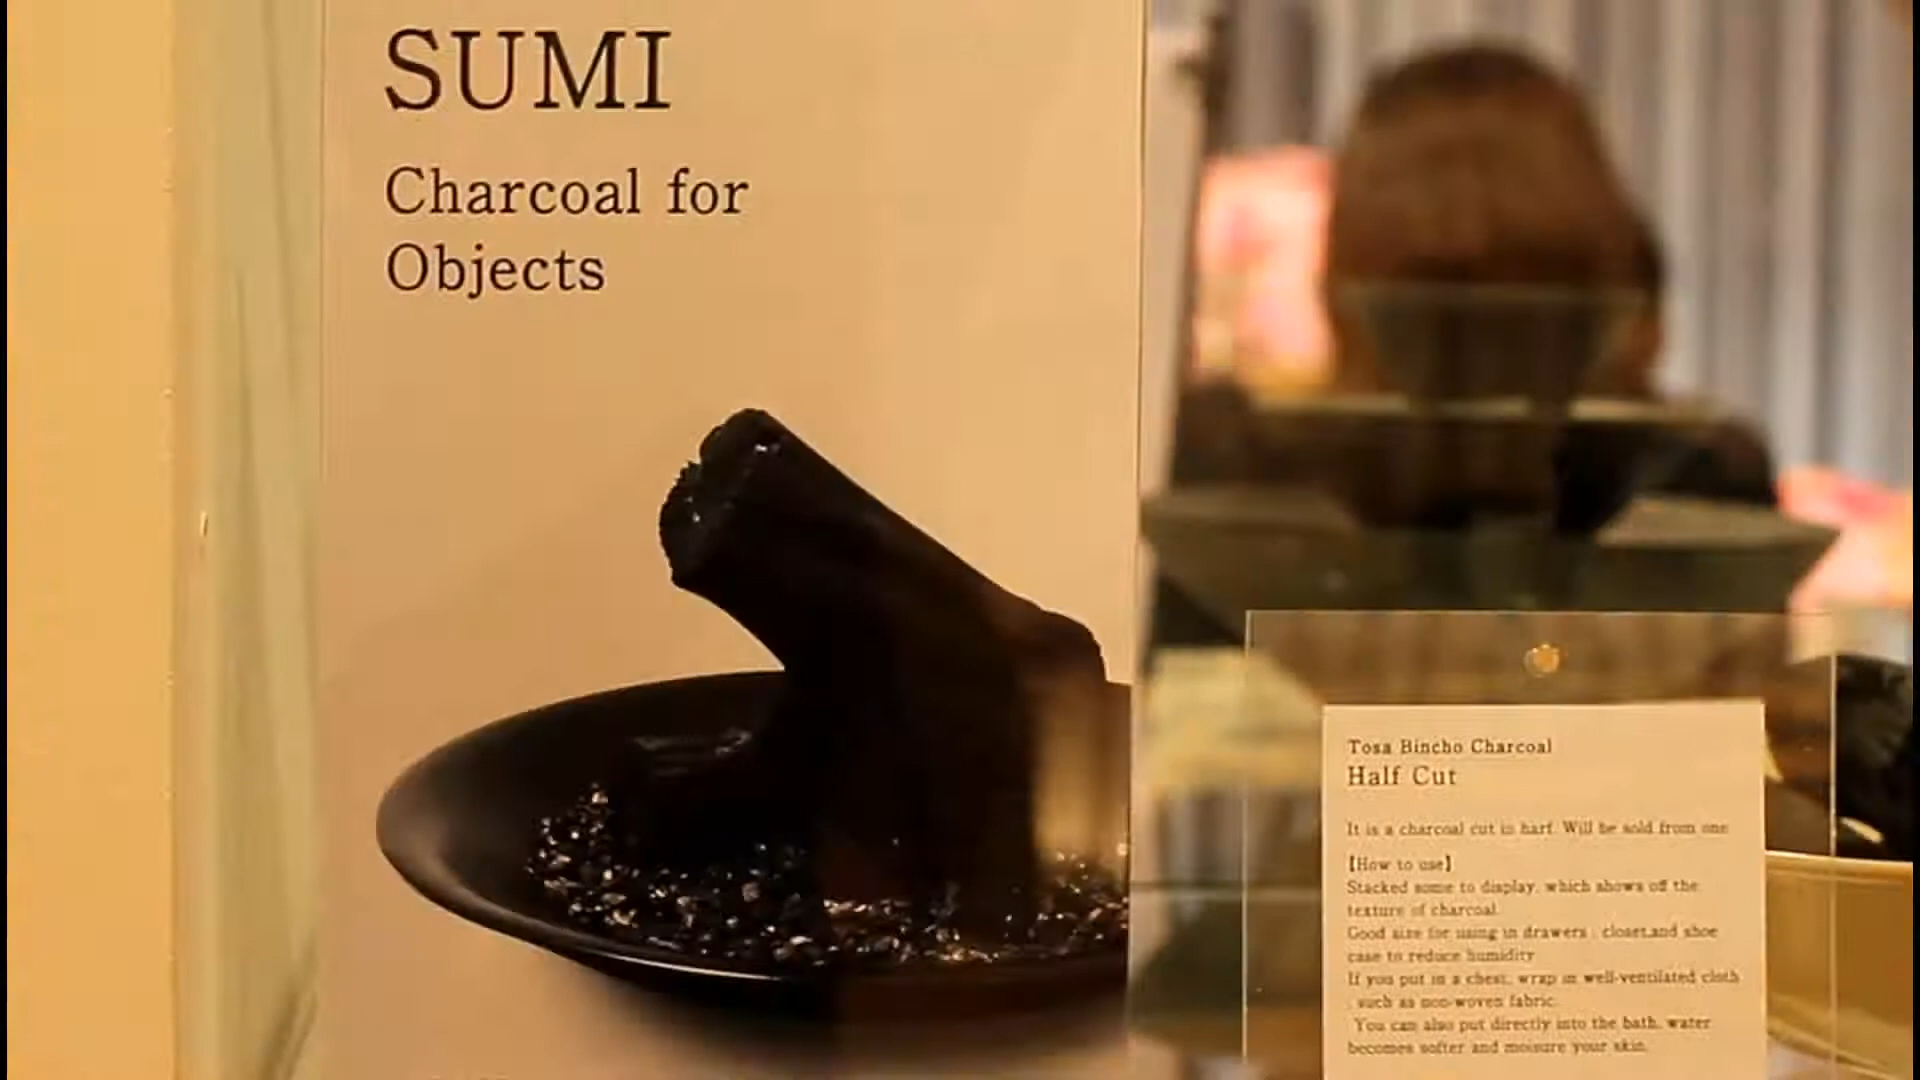 SUMI
Charcoal for
Objects
Tosa Bincho Charcoal
Half Cut
It is a charcoal cut in harf. Will be sold from one
【How to use】
Stacked some to display, which shows off the
texture of charcoal.
Good size for using in drawers , closet,and shoe
case to reduce humidity
If you put in a chest, wrap in well-ventilated cloth
, such as non-woven fabric.
You can also put directly into the bath, water
becomes softer and moisure your skin.